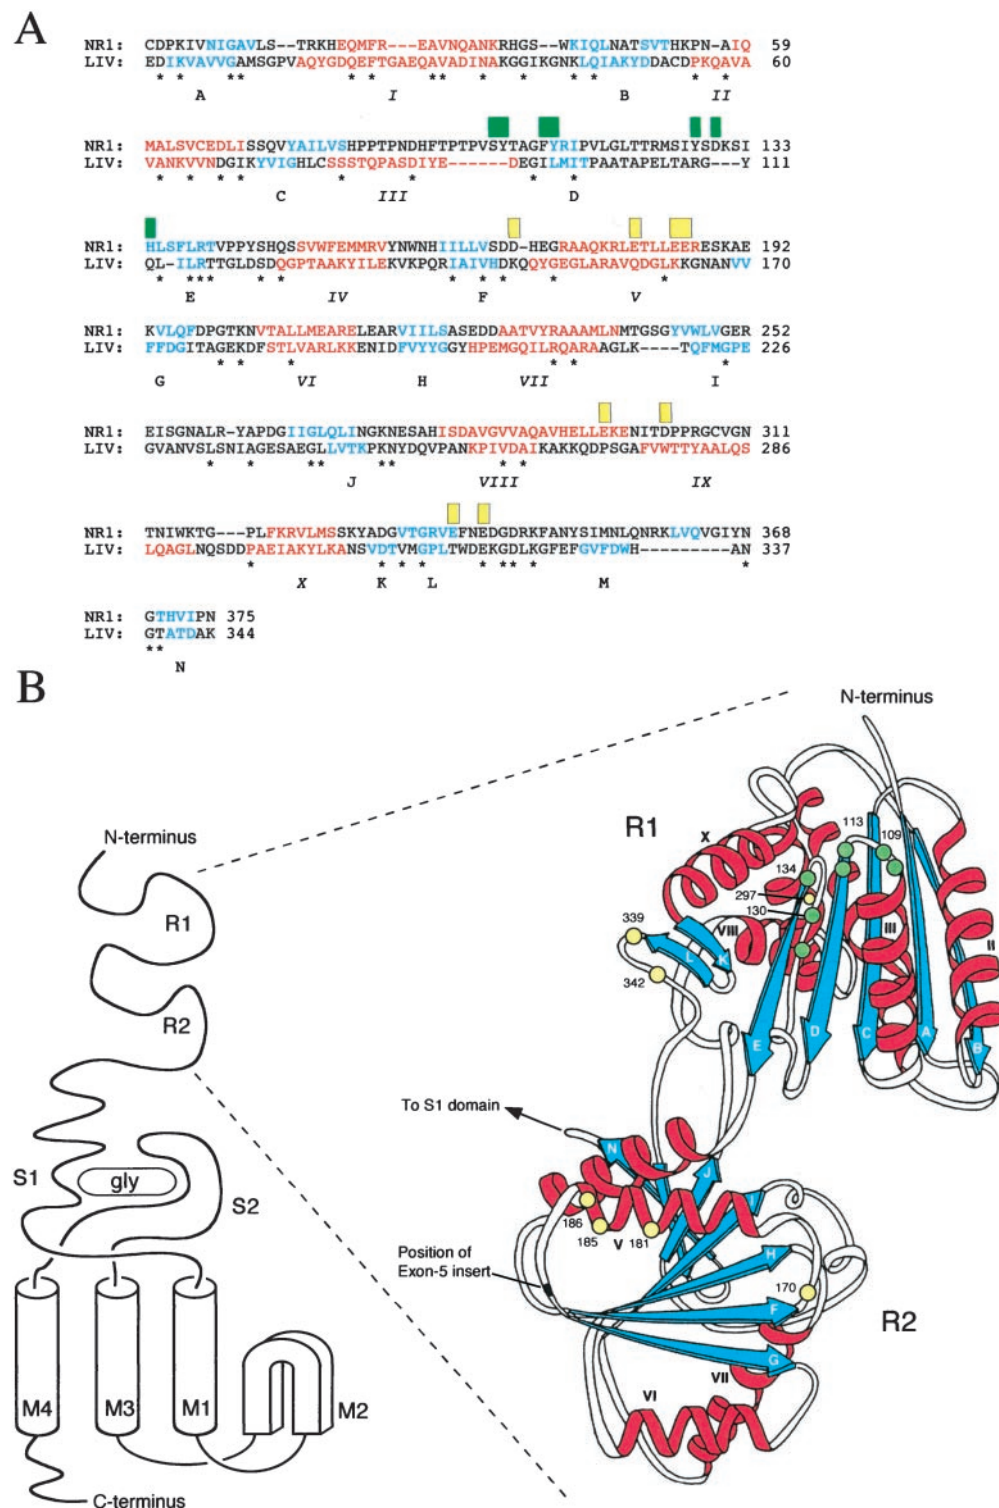 A
NR1: CDPKIVNIGAVLS--TRKHEQMFR---EAVNQANKRHGS--WKIQLNATSVTHKPN-AIQ 59
LIV: EDIKVAVVGAMSGPVAQYGDQEFTGAEQAVADINAKGGIKGNKLQIAKYDDACDPKQAVA 60
* * ** * * ** * * * * * *
A I B II
NR1: MALSVCEDLISSQVYAILVSHPPTPNDHFTPTPVSYTAGFYRIPVLGLTTRMSIYSDKSI 133
LIV: VANKVVNDGIKYVIGHLCSSSTQPASDIYE------DEGILMITPAATAPELTARG---Y 111
* * * * * * * *
C III D
NR1: HLSFLRTVPPYSHQSSVWFEMMRVYNWNHIILLVSDD-HEGRAAQKRLETLLEERESKAE 192
LIV: QL-ILRTTGLDSDQGPTAAKYILEKVKPQRIAIVHDKQQYGEGLARAVQDGLKKGNANVV 170
* *** * * * * * * *
E IV F V
NR1: KVLQFDPGTKNVTALLMEARELEARVIILSASEDDAATVYRAAAMLNMTGSGYVWLVGER 252
LIV: FFDGITAGEKDFSTLVARLKKENIDFVYYGGYHPEMGQILRQARAAGLK----TQFMGPE 226
* * * * * *
G VI H VII I
NR1: EISGNALR-YAPDGIIGLQLINGKNESAHISDAVGVVAQAVHELLEKENITDPPRGCVGN 311
LIV: GVANVSLSNIAGESAEGLLVTKPKNYDQVPANKPIVDAIKAKKQDPSGAFVWTTYAALQS 286
* * ** ** * *
J VIII IX
NR1: TNIWKTG---PLFKRVLMSSKYADGVTGRVEFNEDGDRKFANYSIMNLQNRKLVQVGIYN 368
LIV: LQAGLNQSDDPAEIAKYLKANSVDTVMGPLTWDEKGDLKGFEFGVFDWH---------AN 337
* * * * * ** * *
X K L M
NR1: GTHVIPN 375
LIV: GTATDAK 344
**
N
B
N-terminus
R1
X
113
109
134
297
130
VIII
III
II
339
L
K
342
E
D
C
A
B
N-terminus
R1
R2
S1
gly
S2
M4
M3
M1
M2
C-terminus
To S1 domain
N
J
I
186
185
V
181
Position of
Exon-5 insert
H
170
F
R2
G
VII
VI